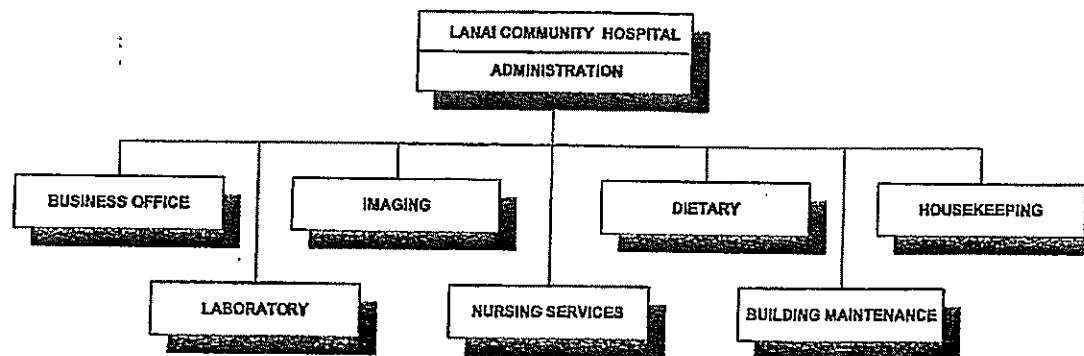 LANAI COMMUNITY HOSPITAL
ADMINISTRATION
BUSINESS OFFICE
IMAGING
DIETARY
HOUSEKEEPING
LABORATORY
NURSING SERVICES
BUILDING MAINTENANCE